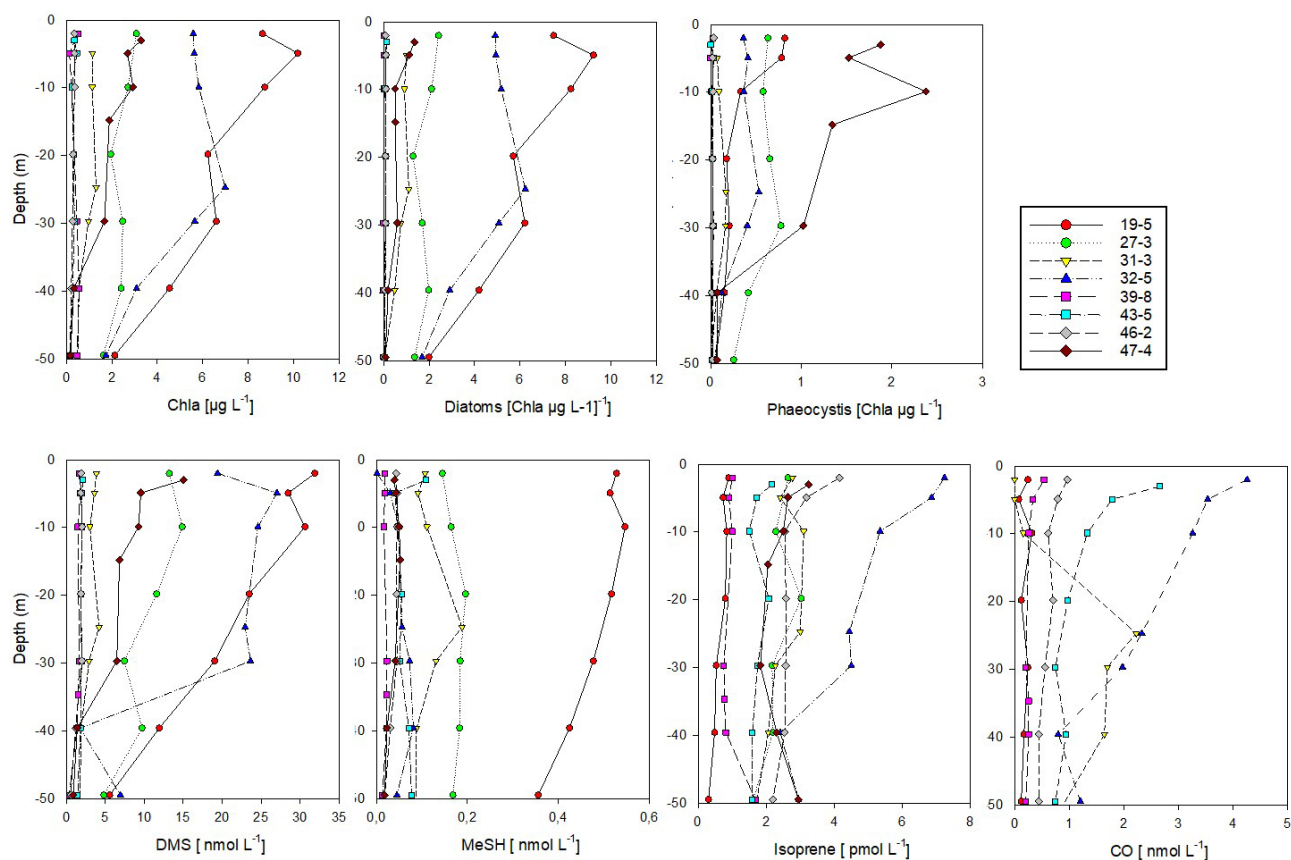 0
-10
-20
-30
-40
-50
0 2 4 6 8 10 12
Depth (m)
Chla [µg L-1]
0
-10
-20
-30
-40
-50
0 2 4 6 8 10 12
Diatoms [Chla µg L-1]-1
0
-10
-20
-30
-40
-50
0 1 2 3
Phaeocystis [Chla µg L-1
19-5
27-3
31-3
32-5
39-8
43-5
46-2
47-4
0
-10
-20
-30
-40
-50
0 5 10 15 20 25 30 35
Depth (m)
DMS [ nmol L-1]
0
0
20
0,0 0,2 0,4 0,6
MeSH [ nmol L-1]
0
-10
-20
-30
-40
-50
0 2 4 6 8
Isoprene [ pmol L-1]
0
10
20
30
40
50
0 1 2 3 4 5
CO [ nmol L-1]